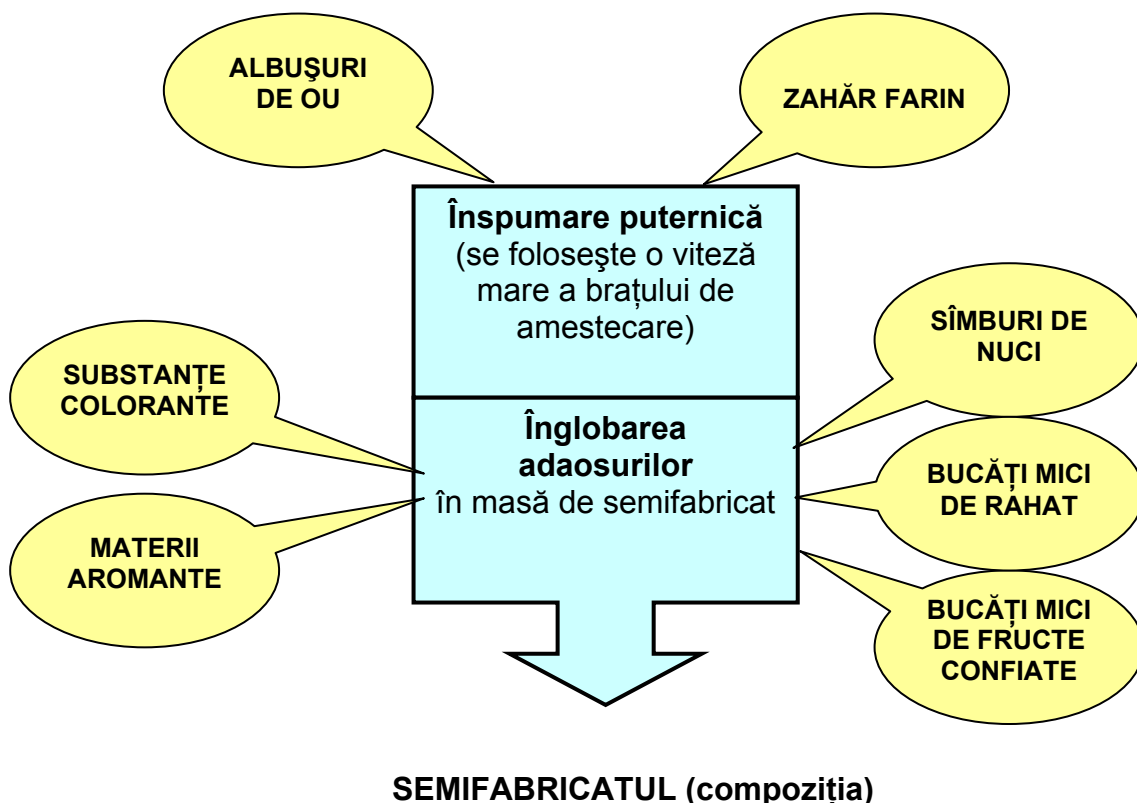 ALBUŞURI
DE OU
ZAHĂR FARIN
Înspumare puternică
(se foloseşte o viteză
mare a brațului de
amestecare)
SUBSTANȚE
COLORANTE
MATERII
AROMANTE
Înglobarea
adaosurilor
în masă de semifabricat
SÎMBURI DE
NUCI
BUCĂȚI MICI
DE RAHAT
BUCĂȚI MICI
DE FRUCTE
CONFIATE
SEMIFABRICATUL (compoziția)